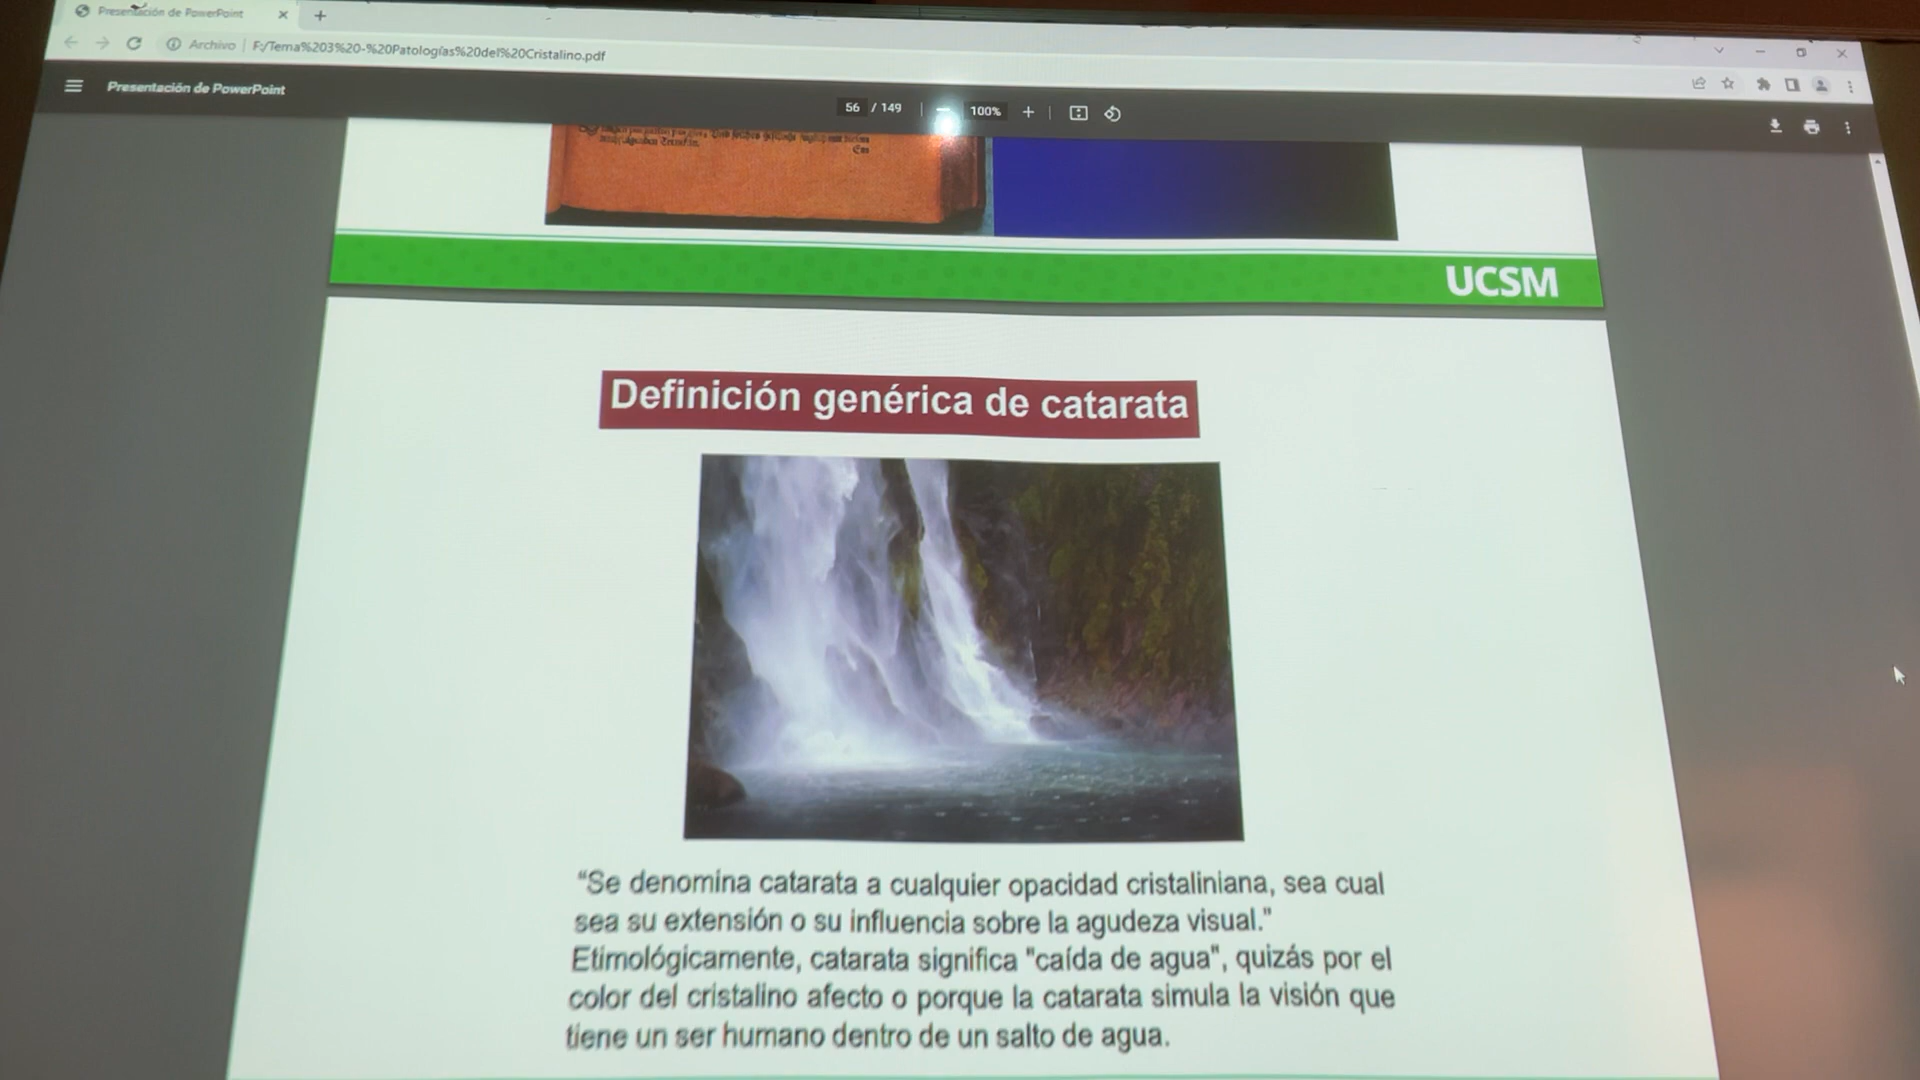 Presentación de PowerPoint
Archivo
F:/Tema%203%20-%20Patologías%20del%20Cristalino.pdf
Presentación de PowerPoint
56 / 149
100%
UCSM
Definición genérica de catarata
“Se denomina catarata a cualquier opacidad cristaliniana, sea cual
sea su extensión o su influencia sobre la agudeza visual.”
Etimológicamente, catarata significa "caída de agua", quizás por el
color del cristalino afecto o porque la catarata simula la visión que
tiene un ser humano dentro de un salto de agua.